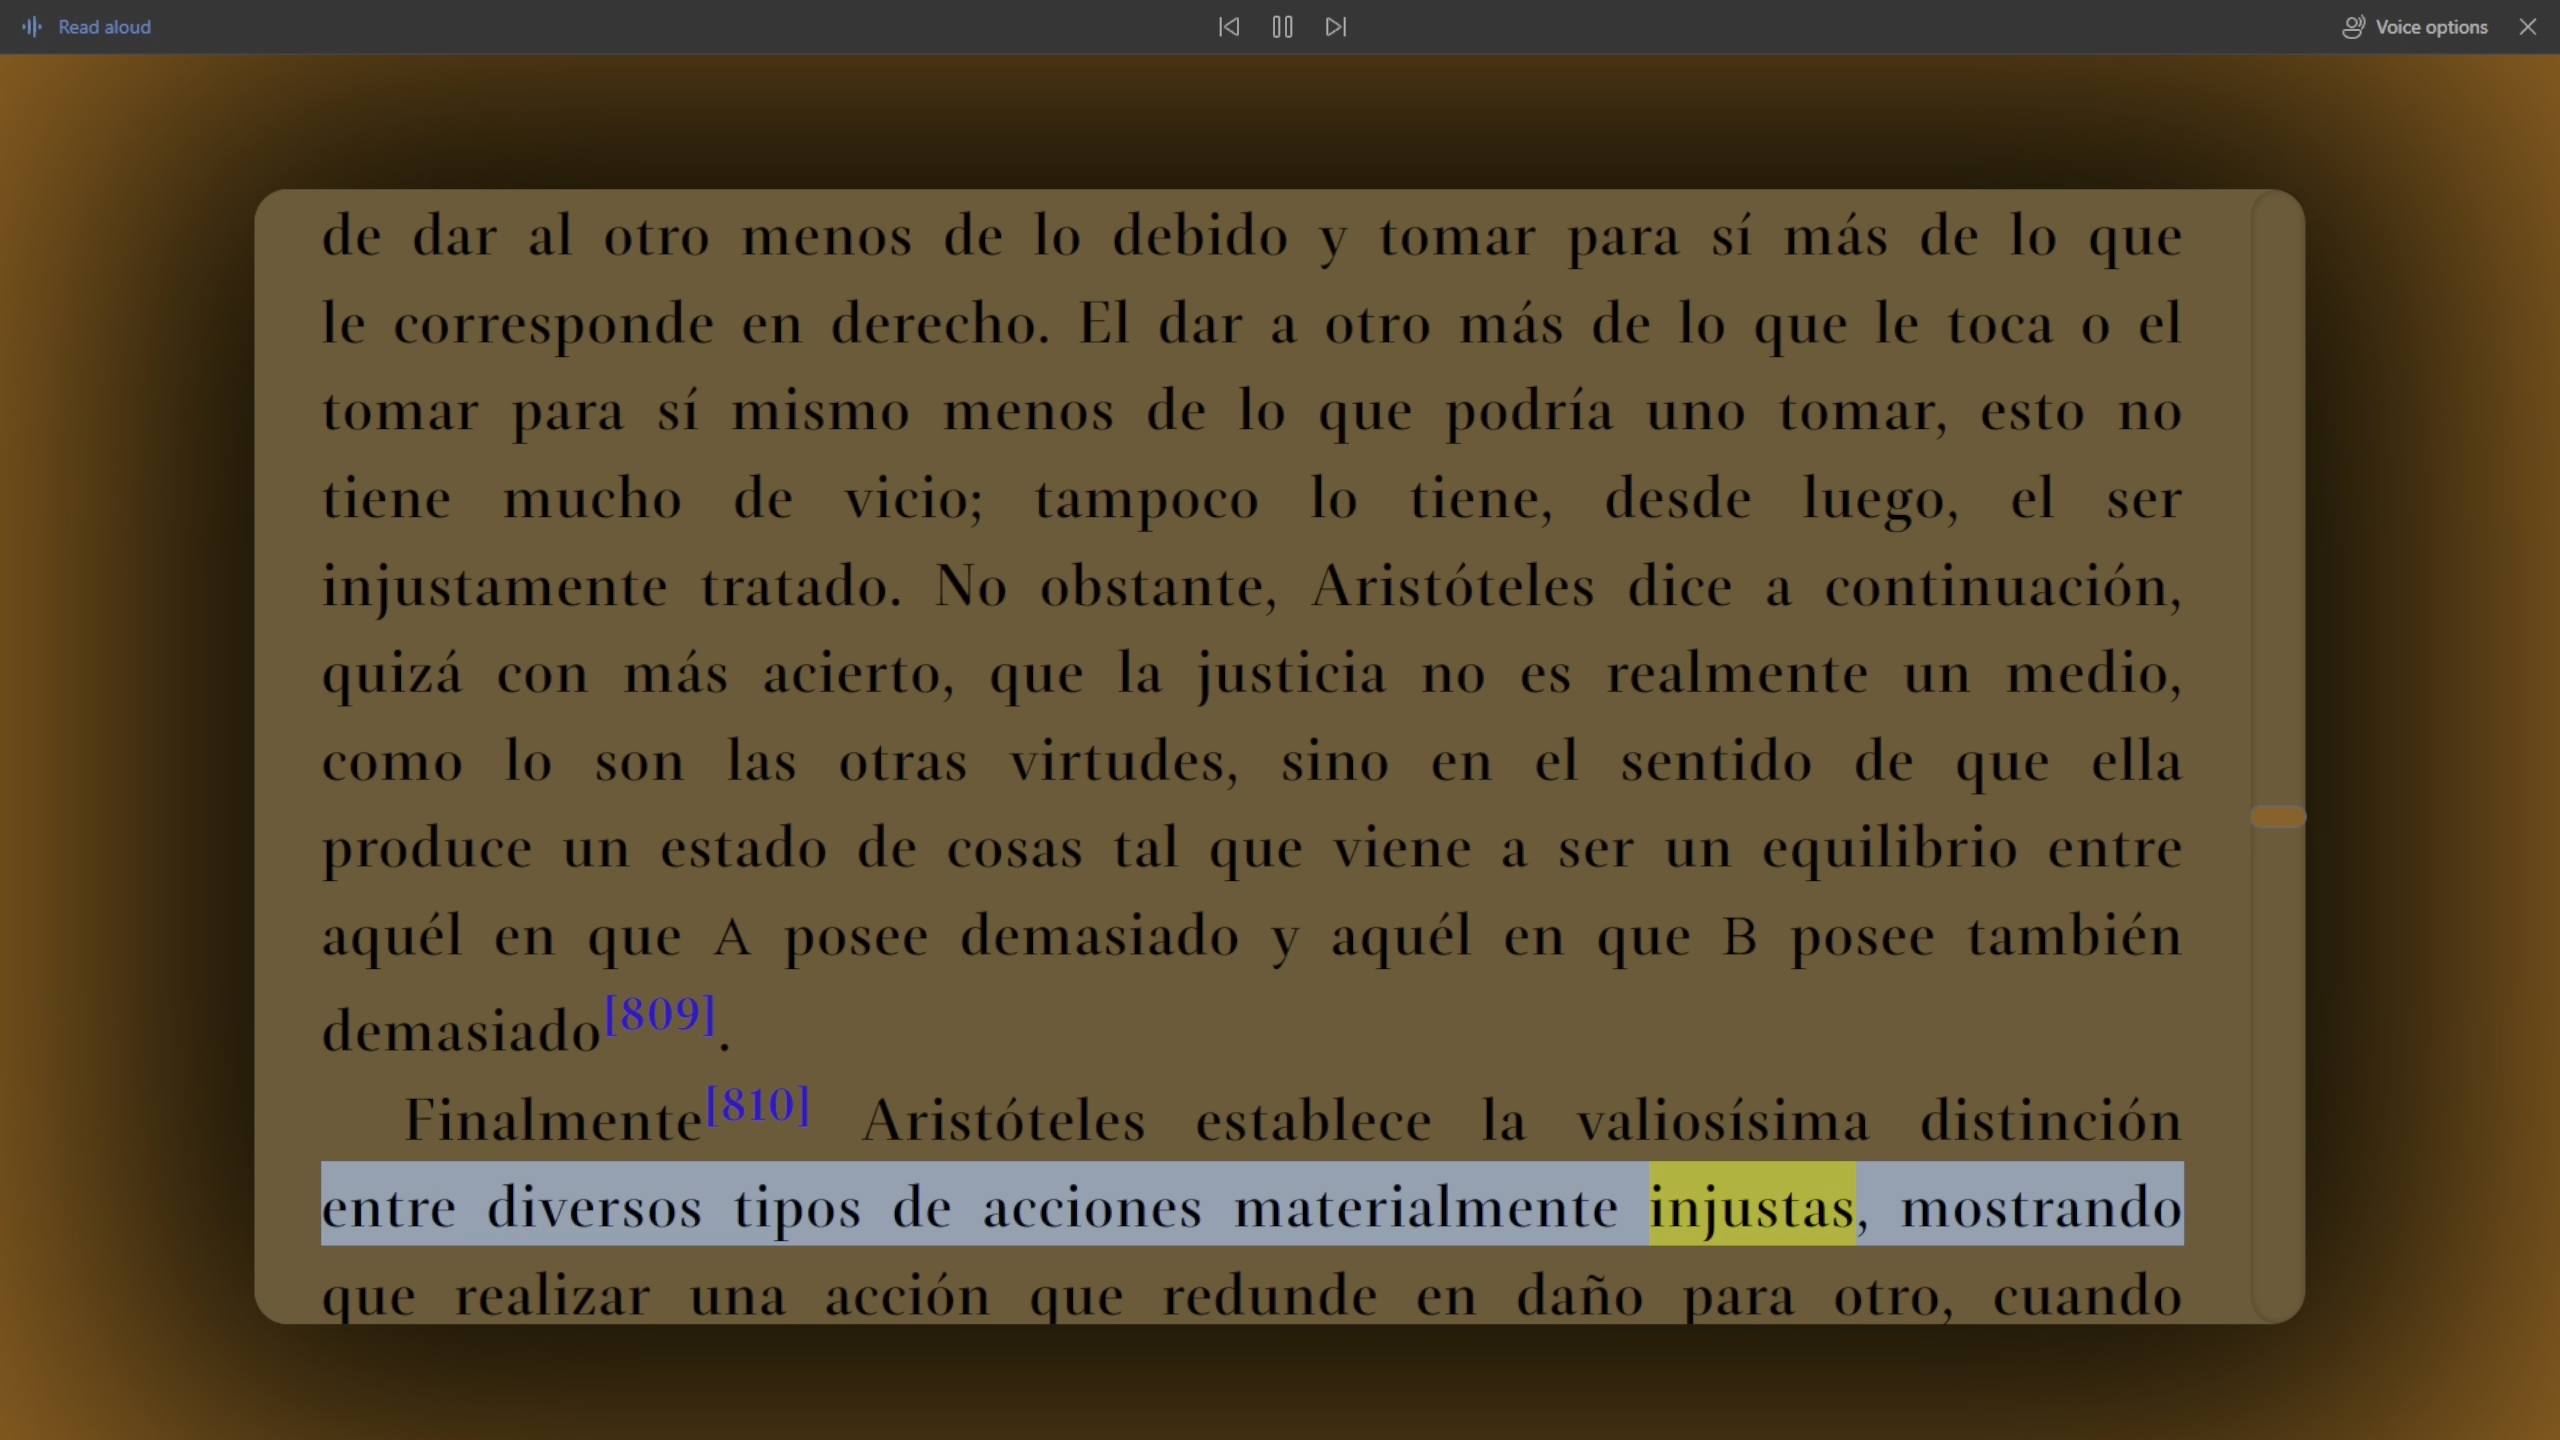 Read aloud
Voice options
de dar al otro menos de lo debido y tomar para sí más de lo que
le corresponde en derecho. El dar a otro más de lo que le toca o el
tomar para sí mismo menos de lo que podría uno tomar, esto no
tiene mucho de vicio; tampoco lo tiene, desde luego, el ser
injustamente tratado. No obstante, Aristóteles dice a continuación,
quizá con más acierto, que la justicia no es realmente un medio,
como lo son las otras virtudes, sino en el sentido de que ella
produce un estado de cosas tal que viene a ser un equilibrio entre
aquél en que A posee demasiado y aquél en que B posee también
demasiado[809].
Finalmente[810] Aristóteles establece la valiosísima distinción
entre diversos tipos de acciones materialmente injustas, mostrando
que realizar una acción que redunde en daño para otro, cuando